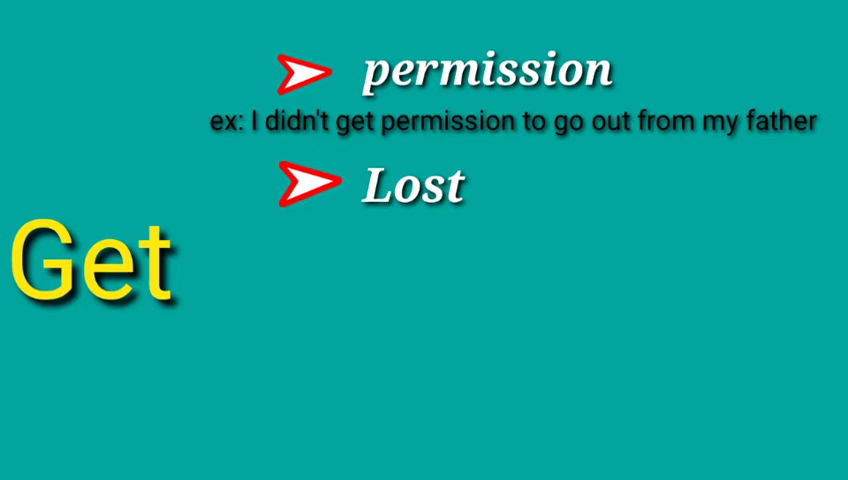 permission
ex: I didn't get permission to go out from my father
Lost
Get